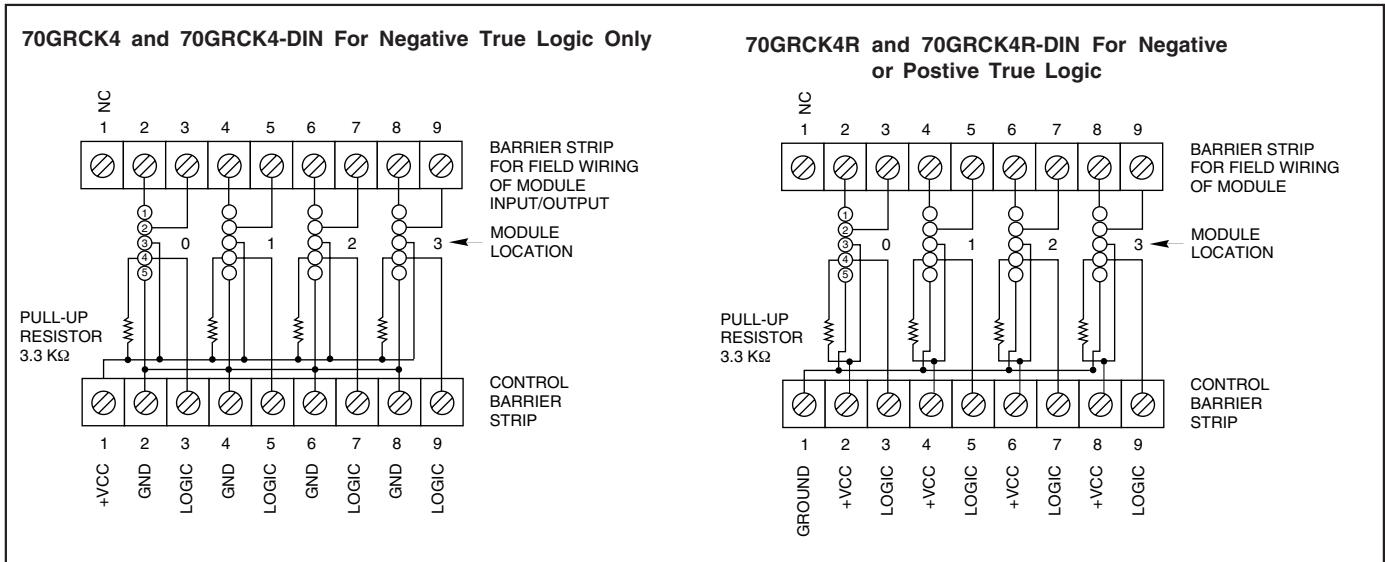 70GRCK4 and 70GRCK4-DIN For Negative True Logic Only
NC
1 2 3 4 5 6 7 8 9
BARRIER STRIP
FOR FIELD WIRING
OF MODULE
INPUT/OUTPUT
1
2
3
4
5
0 1 2 3
MODULE
LOCATION
PULL-UP
RESISTOR
3.3 KΩ
CONTROL
BARRIER
STRIP
1 2 3 4 5 6 7 8 9
+VCC GND LOGIC GND LOGIC GND LOGIC GND LOGIC
70GRCK4R and 70GRCK4R-DIN For Negative
or Postive True Logic
NC
1 2 3 4 5 6 7 8 9
BARRIER STRIP
FOR FIELD WIRING
OF MODULE
1
2
3
4
5
0 1 2 3
MODULE
LOCATION
PULL-UP
RESISTOR
3.3 KΩ
CONTROL
BARRIER
STRIP
1 2 3 4 5 6 7 8 9
GROUND +VCC LOGIC +VCC LOGIC +VCC LOGIC +VCC LOGIC